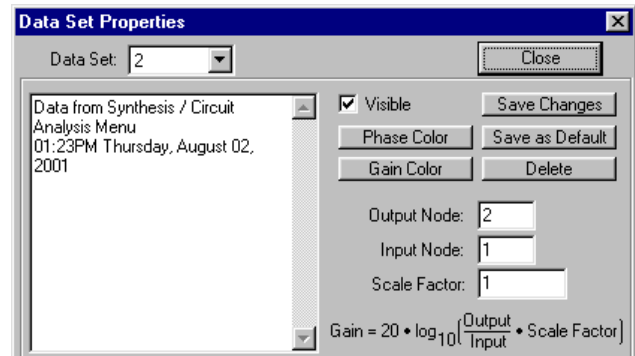 Data Set Properties
Data Set: 2
Close
Data from Synthesis / Circuit
Analysis Menu
01:23PM Thursday, August 02,
2001
Visible
Save Changes
Phase Color
Save as Default
Gain Color
Delete
Output Node: 2
Input Node: 1
Scale Factor: 1
Gain = 20 • log10(Output/Input • Scale Factor)